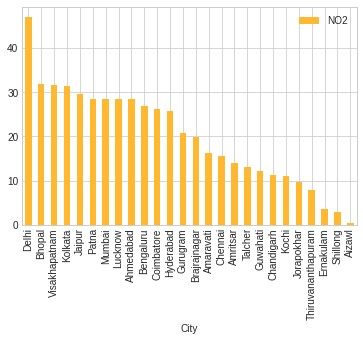 NO2
40
30
20
10
0
Delhi
Bhopal
Visakhapatnam
Kolkata
Jaipur
Patna
Mumbai
Lucknow
Ahmedabad
Bengaluru
Coimbatore
Hyderabad
Gurugram
Brajrajnagar
Amaravati
Chennai
Amritsar
Talcher
Guwahati
Chandigarh
Kochi
Jorapokhar
Thiruvananthapuram
Ernakulam
Shillong
Aizawl
City